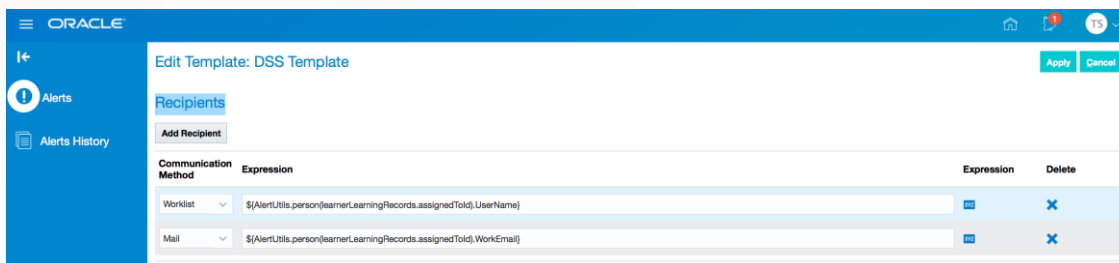 ORACLE
1
TS
Edit Template: DSS Template
Apply Cancel
Alerts
Recipients
Alerts History
Add Recipient
Communication Method Expression Expression Delete
Worklist ${AlertUtils.person(learnerLearningRecords.assignedToId).UserName}
Mail ${AlertUtils.person(learnerLearningRecords.assignedToId).WorkEmail}